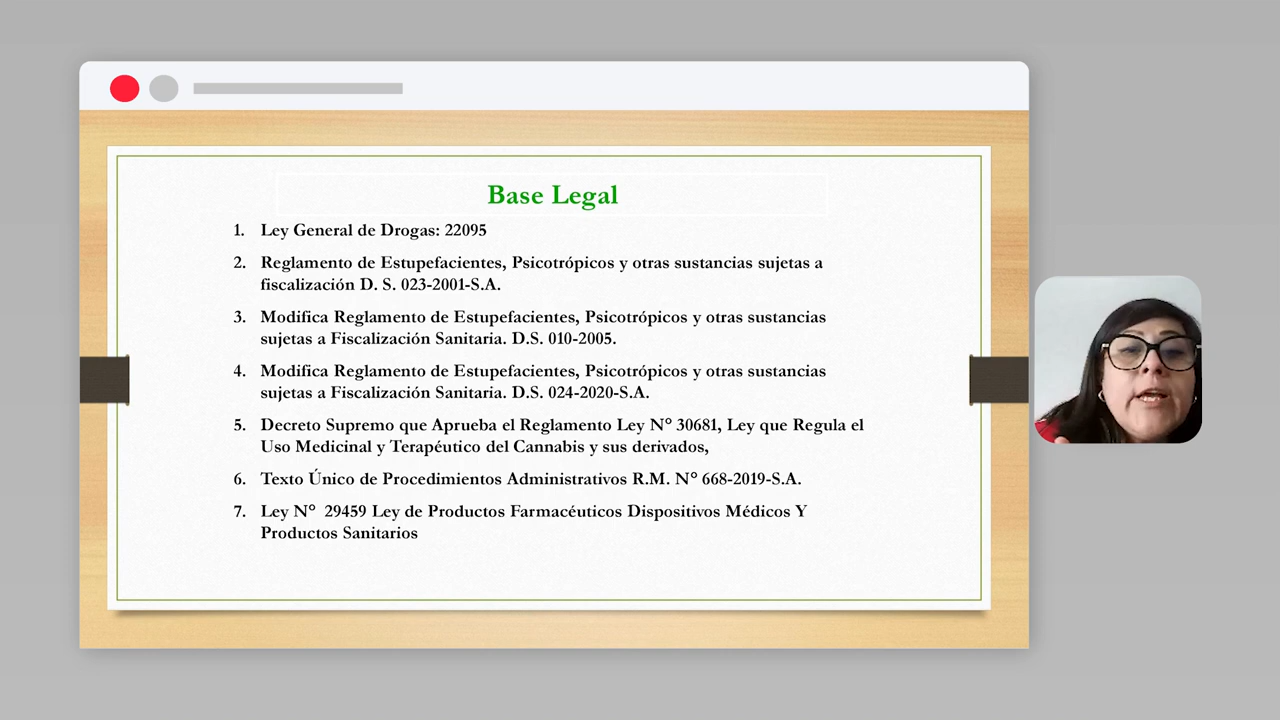 Base Legal
1. Ley General de Drogas: 22095
2. Reglamento de Estupefacientes, Psicotrópicos y otras sustancias sujetas a
fiscalización D. S. 023-2001-S.A.
3. Modifica Reglamento de Estupefacientes, Psicotrópicos y otras sustancias
sujetas a Fiscalización Sanitaria. D.S. 010-2005.
4. Modifica Reglamento de Estupefacientes, Psicotrópicos y otras sustancias
sujetas a Fiscalización Sanitaria. D.S. 024-2020-S.A.
5. Decreto Supremo que Aprueba el Reglamento Ley N° 30681, Ley que Regula el
Uso Medicinal y Terapéutico del Cannabis y sus derivados,
6. Texto Único de Procedimientos Administrativos R.M. N° 668-2019-S.A.
7. Ley N° 29459 Ley de Productos Farmacéuticos Dispositivos Médicos Y
Productos Sanitarios